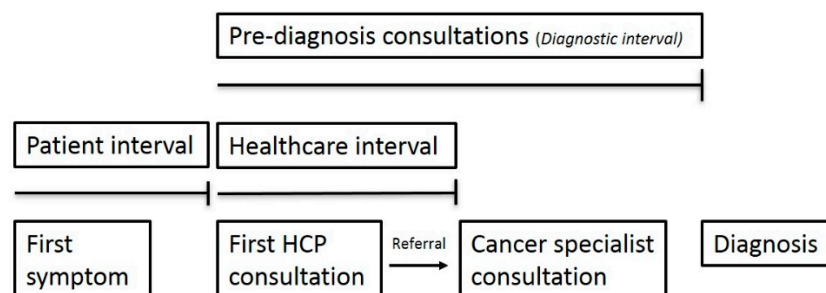 Pre-diagnosis consultations (Diagnostic interval)
Patient interval
Healthcare interval
First
symptom
First HCP
consultation
Referral
Cancer specialist
consultation
Diagnosis